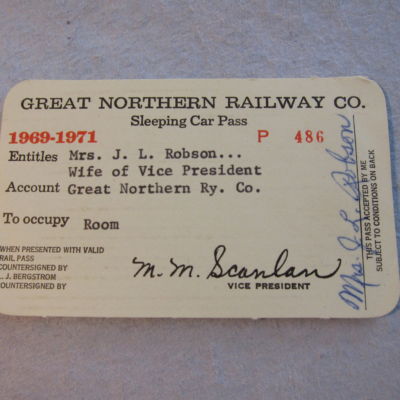 GREAT NORTHERN RAILWAY CO.
Sleeping Car Pass
1969-1971 P 486
Entitles Mrs. J. L. Robson...
Wife of Vice President
Account Great Northern Ry. Co.
To occupy Room
WHEN PRESENTED WITH VALID
RAIL PASS
COUNTERSIGNED BY
L. J. BERGSTROM
COUNTERSIGNED BY
M. M. Scanlan
VICE PRESIDENT
Mrs. J. L. Robson
THIS PASS ACCEPTED BY ME
SUBJECT TO CONDITIONS ON BACK